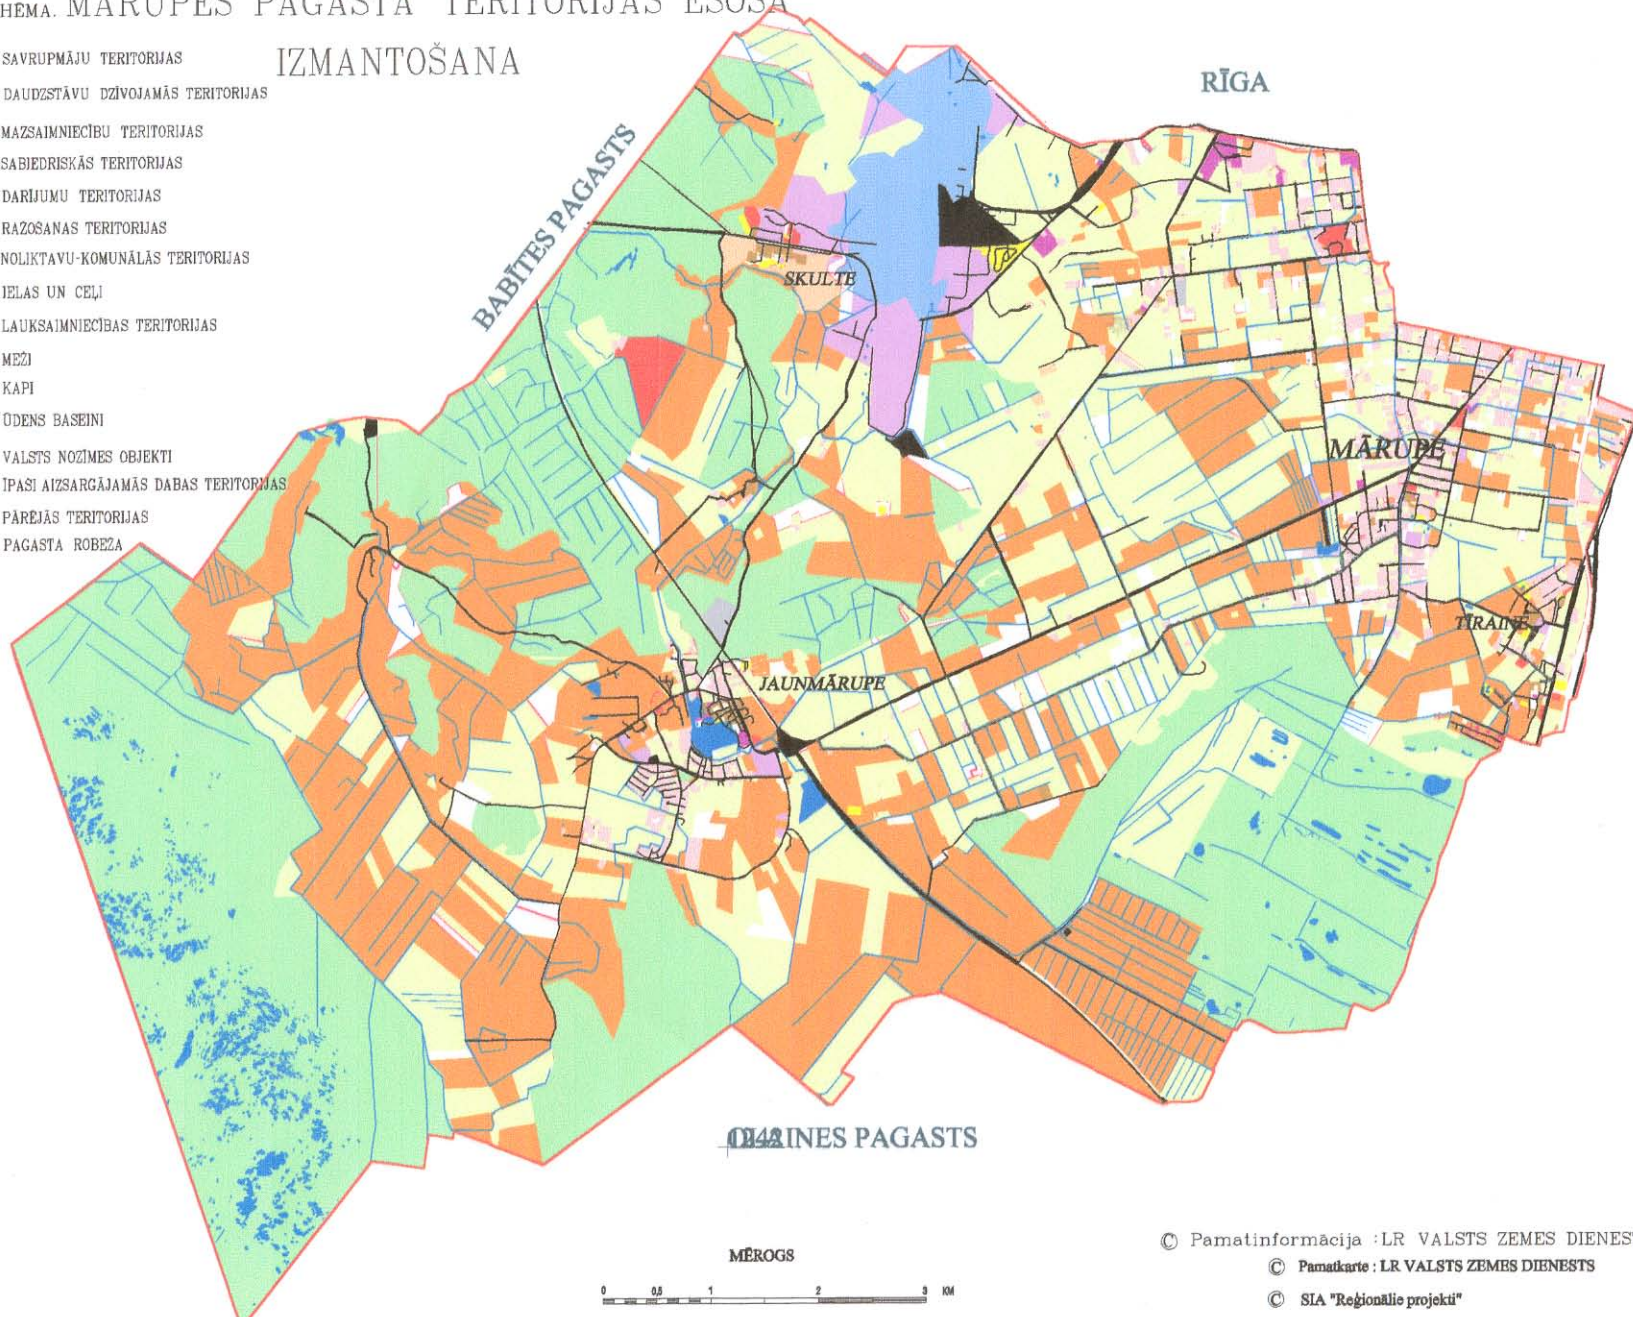 HĒMA. MĀRUPES PAGASTA TERITORIJAS ESOŠĀ
IZMANTOŠANA
SAVRUPMĀJU TERITORIJAS
DAUDZSTĀVU DZĪVOJAMĀS TERITORIJAS
MAZSAIMNIECĪBU TERITORIJAS
SABIEDRISKĀS TERITORIJAS
DARĪJUMU TERITORIJAS
RAŽOŠANAS TERITORIJAS
NOLIKTAVU-KOMUNĀLĀS TERITORIJAS
IELAS UN CEĻI
LAUKSAIMNIECĪBAS TERITORIJAS
MEŽI
KAPI
ŪDENS BASEINI
VALSTS NOZĪMES OBJEKTI
ĪPAŠI AIZSARGĀJAMĀS DABAS TERITORIJAS
PĀRĒJĀS TERITORIJAS
PAGASTA ROBEŽA
RĪGA
BABĪTES PAGASTS
SKULTE
MĀRUPE
TĪRAINE
JAUNMĀRUPE
PAGASTS
MĒROGS
0 0,5 1 2 3 KM
© Pamatinformācija : LR VALSTS ZEMES DIENES
© Pamatkarte : LR VALSTS ZEMES DIENESTS
© SIA "Reģionālie projekti"